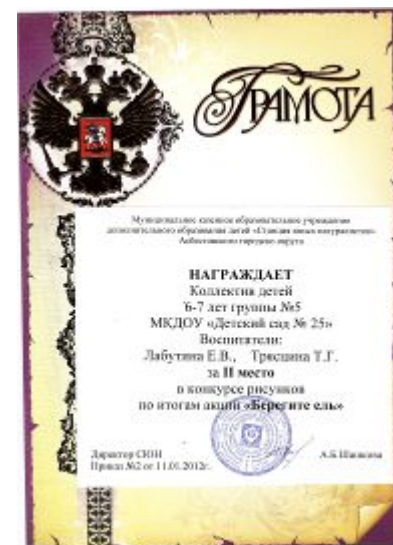 ГРАМОТА
Муниципальное казенное образовательное учреждение
дополнительного образования детей «Станция юных натуралистов»
Асбестовского городского округа
НАГРАЖДАЕТ
Коллектив детей
6-7 лет группы №5
МКДОУ «Детский сад № 25»
Воспитатели:
Лабутина Е.В., Трясцина Т.Г.
за II место
в конкурсе рисунков
по итогам акции «Берегите ель»
Директор СЮН А.Б.
Приказ №2 от 11.01.2012г.